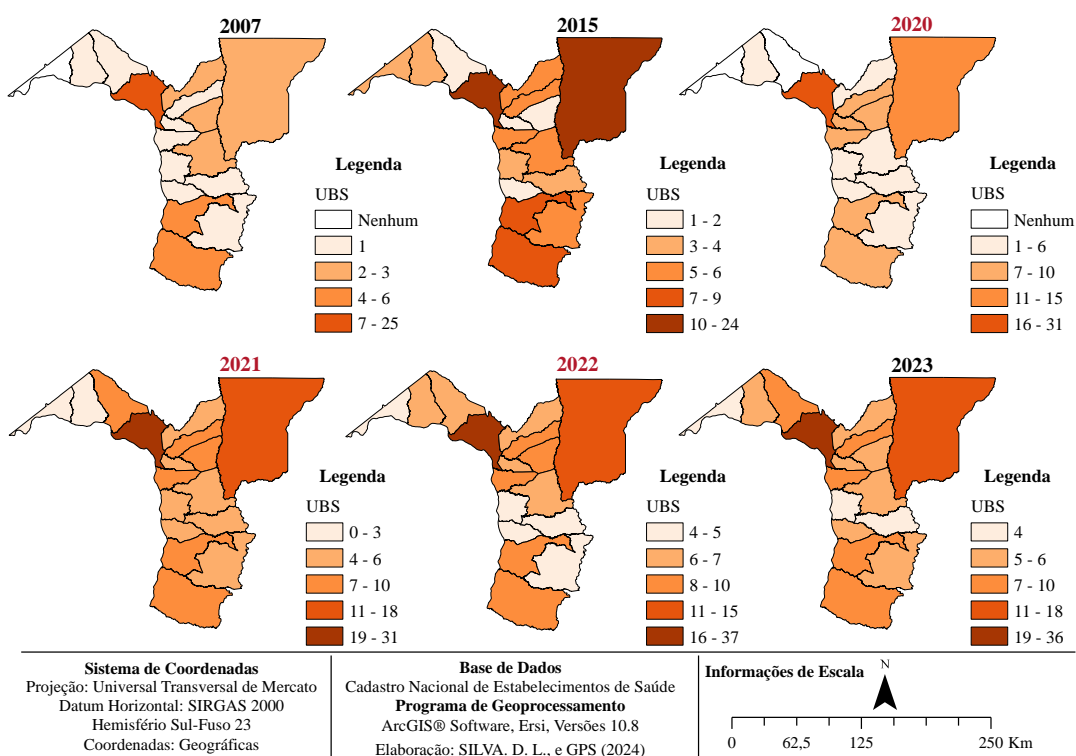 2007
Legenda
UBS
Nenhum
1
2 - 3
4 - 6
7 - 25
2015
Legenda
UBS
1 - 2
3 - 4
5 - 6
7 - 9
10 - 24
2020
Legenda
UBS
Nenhum
1 - 6
7 - 10
11 - 15
16 - 31
2021
Legenda
UBS
0 - 3
4 - 6
7 - 10
11 - 18
19 - 31
2022
Legenda
UBS
4 - 5
6 - 7
8 - 10
11 - 15
16 - 37
2023
Legenda
UBS
4
5 - 6
7 - 10
11 - 18
19 - 36
Sistema de Coordenadas
Projeção: Universal Transversal de Mercato
Datum Horizontal: SIRGAS 2000
Hemisfério Sul-Fuso 23
Coordenadas: Geográficas
Base de Dados
Cadastro Nacional de Estabelecimentos de Saúde
Programa de Geoprocessamento
ArcGIS® Software, Ersi, Versões 10.8
Elaboração: SILVA. D. L., e GPS (2024)
Informações de Escala
N
0 62,5 125 250 Km